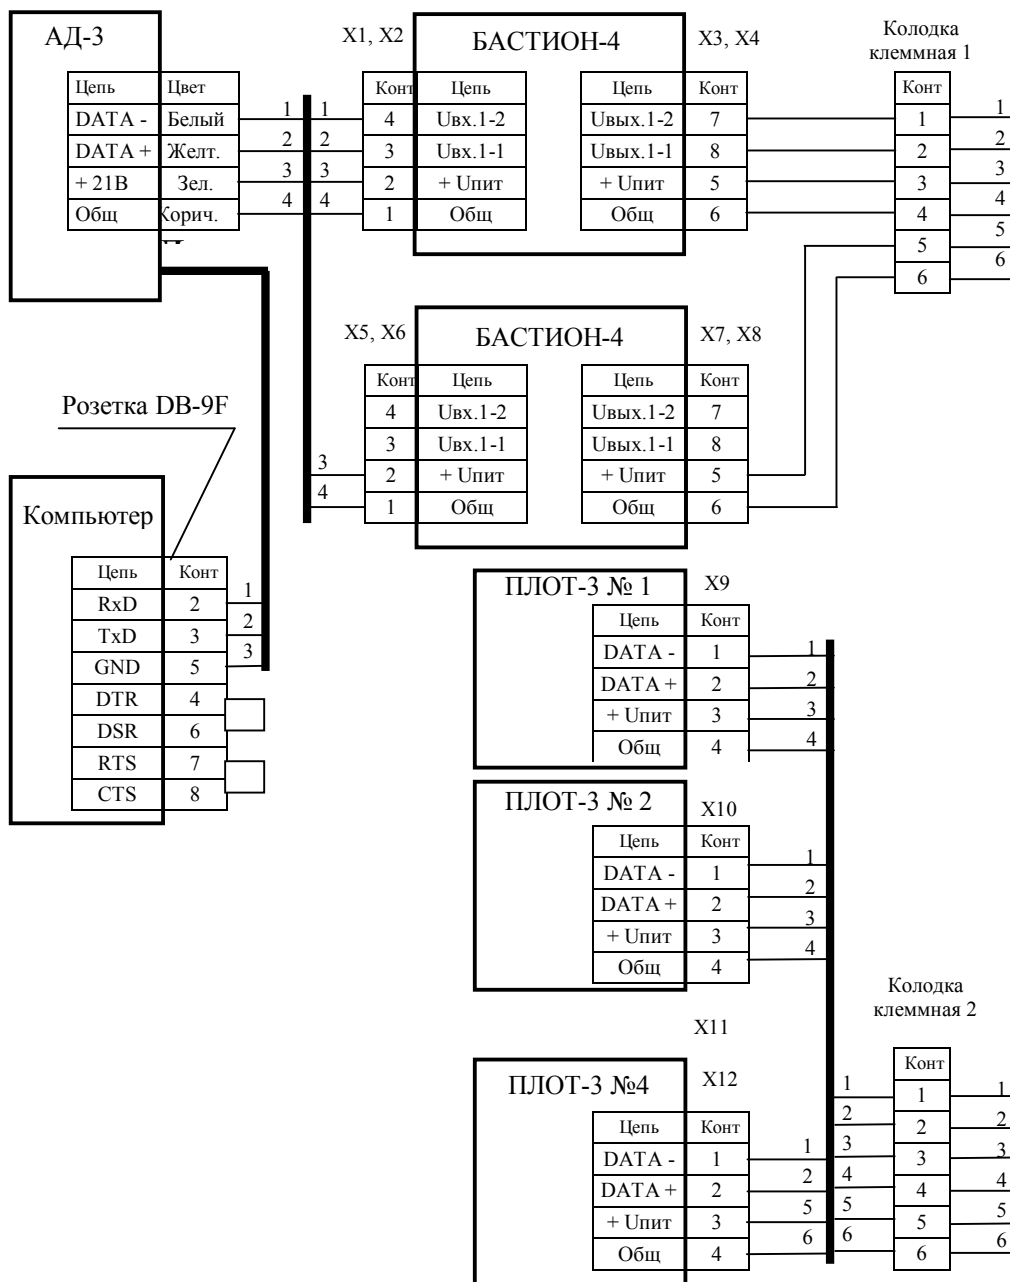 АД-3
Цепь Цвет
DATA - Белый 1
DATA + Желт. 2
+ 21В Зел. 3
Общ Корич. 4
X1, X2
БАСТИОН-4
X3, X4
1 Конт Цепь
1 4 Uвх.1-2
2 3 Uвх.1-1
3 2 + Uпит
4 1 Общ
Цепь Конт
Uвых.1-2 7
Uвых.1-1 8
+ Uпит 5
Общ 6
Колодка
клеммная 1
Конт
1 1
2 2
3 3
4 4
5 5
6 6
X5, X6
БАСТИОН-4
X7, X8
Конт Цепь
4 Uвх.1-2
3 Uвх.1-1
3 2 + Uпит
4 1 Общ
Цепь Конт
Uвых.1-2 7
Uвых.1-1 8
+ Uпит 5
Общ 6
Розетка DB-9F
Компьютер
Цепь Конт
RxD 2 1
TxD 3 2
GND 5 3
DTR 4
DSR 6
RTS 7
CTS 8
ПЛОТ-3 № 1
X9
Цепь Конт
DATA - 1 1
DATA + 2 2
+ Uпит 3 3
Общ 4 4
ПЛОТ-3 № 2
X10
Цепь Конт
DATA - 1 1
DATA + 2 2
+ Uпит 3 3
Общ 4 4
X11
ПЛОТ-3 №4
X12
Цепь Конт
DATA - 1 1
DATA + 2 2
+ Uпит 3 5
Общ 4 6
Колодка
клеммная 2
Конт
1 1 1
2 2 2
3 3 3
4 4 4
5 5 5
6 6 6